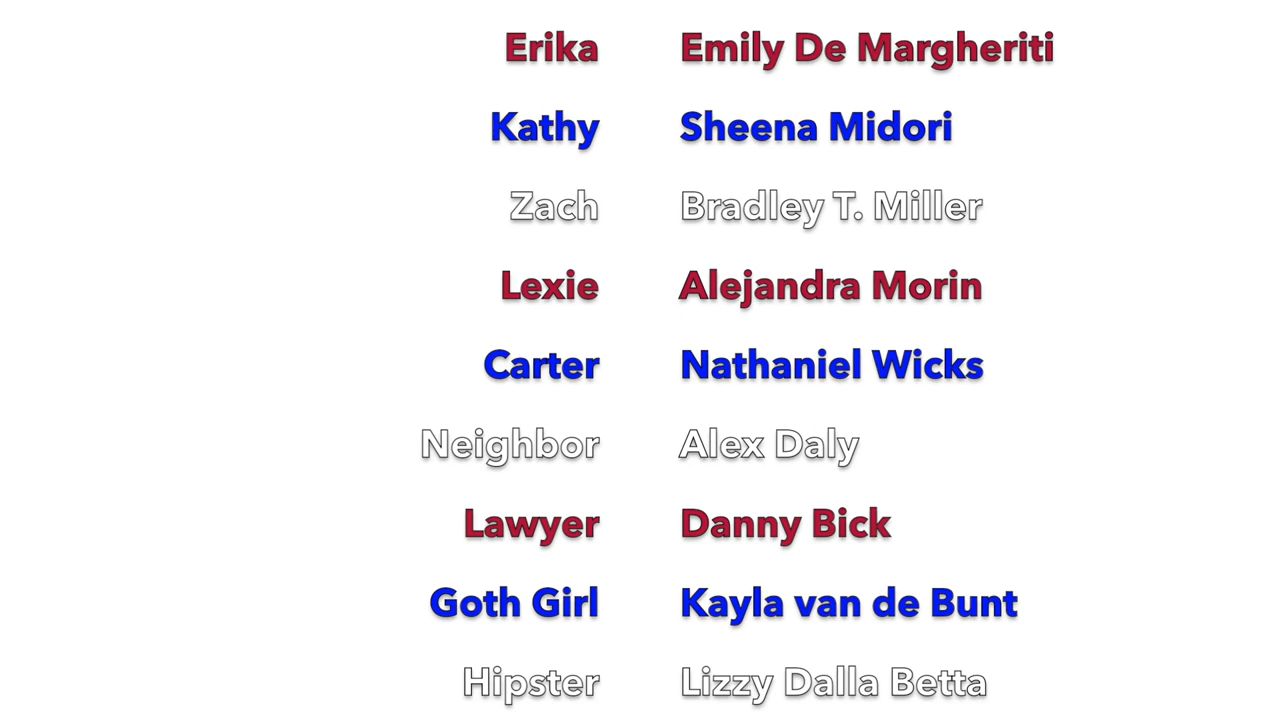 Erika Emily De Margheriti
Kathy Sheena Midori
Zach Bradley T. Miller
Lexie Alejandra Morin
Carter Nathaniel Wicks
Neighbor Alex Daly
Lawyer Danny Bick
Goth Girl Kayla van de Bunt
Hipster Lizzy Dalla Betta